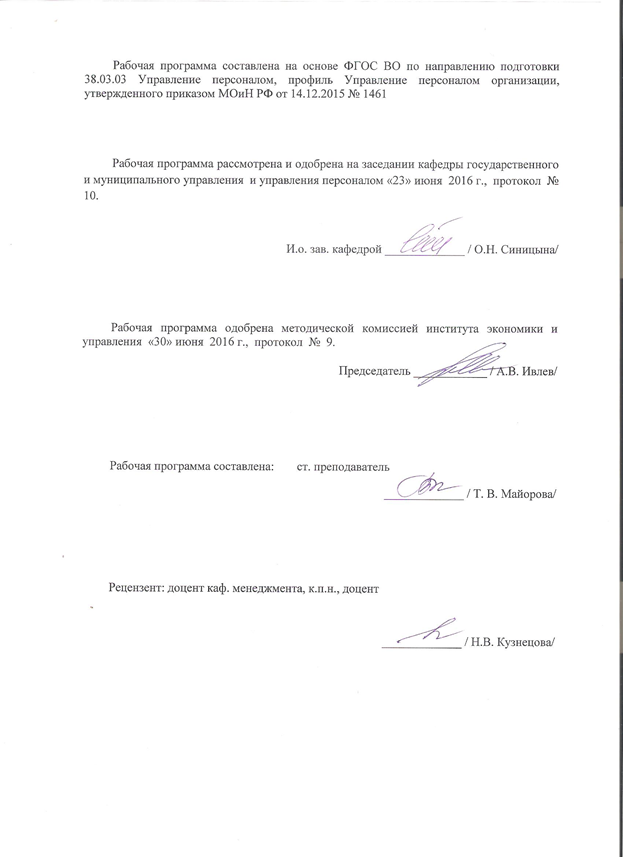 Рабочая программа составлена на основе ФГОС ВО по направлению подготовки
38.03.03 Управление персоналом, профиль Управление персоналом организации,
утвержденного приказом МОиН РФ от 14.12.2015 № 1461
Рабочая программа рассмотрена и одобрена на заседании кафедры государственного
и муниципального управления и управления персоналом «23» июня 2016 г., протокол №
10.
И.о. зав. кафедрой ______________ / О.Н. Синицына/
Рабочая программа одобрена методической комиссией института экономики и
управления «30» июня 2016 г., протокол № 9.
Председатель _____________ / А.В. Ивлев/
Рабочая программа составлена: ст. преподаватель
______________ / Т. В. Майорова/
Рецензент: доцент каф. менеджмента, к.п.н., доцент
______________ / Н.В. Кузнецова/